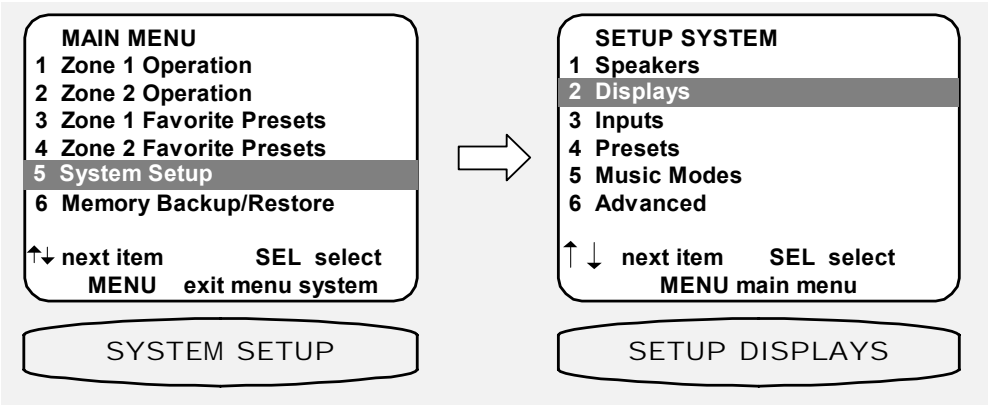 MAIN MENU
1 Zone 1 Operation
2 Zone 2 Operation
3 Zone 1 Favorite Presets
4 Zone 2 Favorite Presets
5 System Setup
6 Memory Backup/Restore
↑↓ next item SEL select
MENU exit menu system
SYSTEM SETUP
SETUP SYSTEM
1 Speakers
2 Displays
3 Inputs
4 Presets
5 Music Modes
6 Advanced
↑ ↓ next item SEL select
MENU main menu
SETUP DISPLAYS